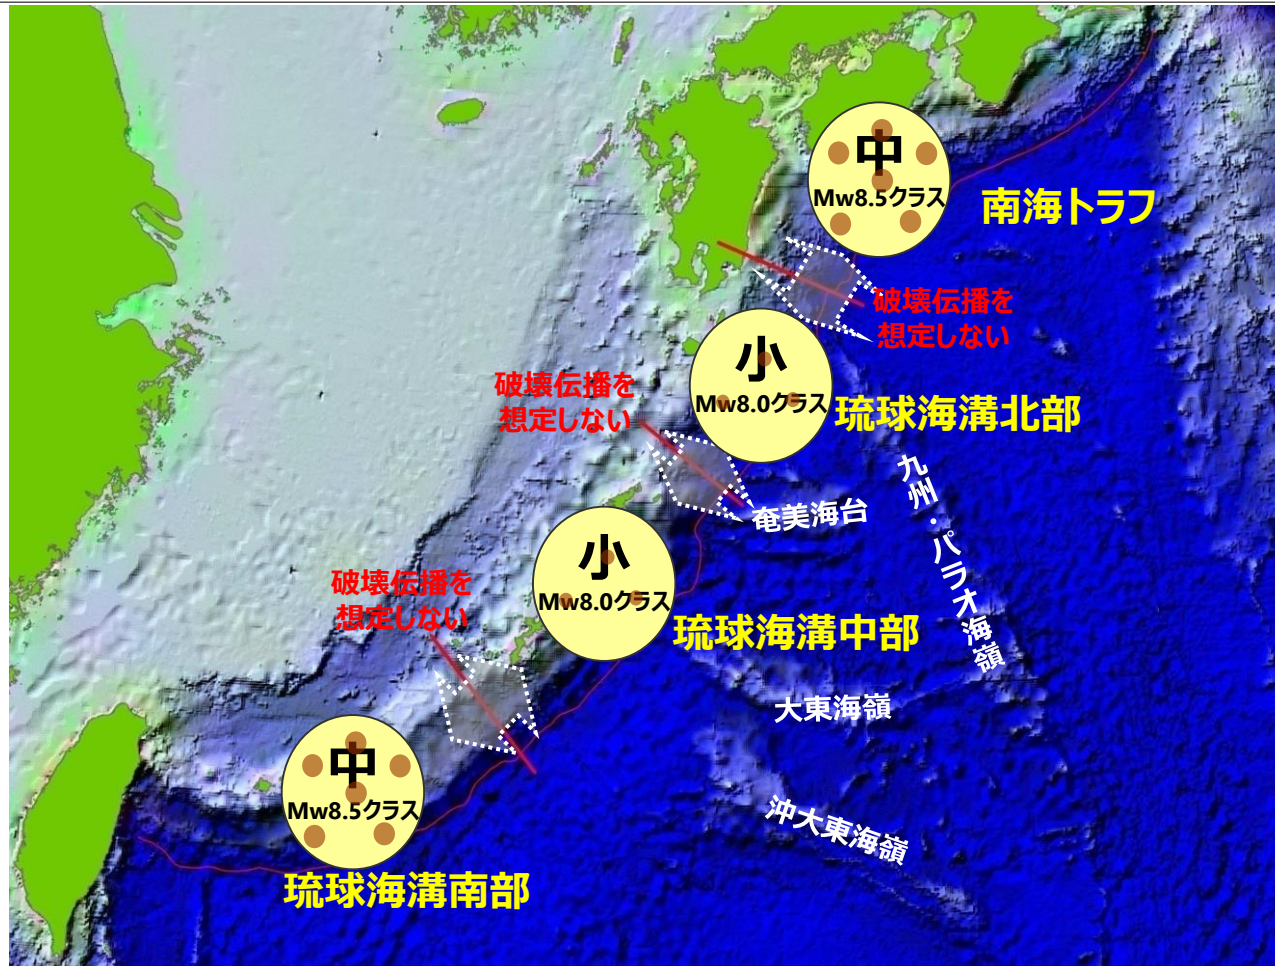 中
Mw8.5クラス
南海トラフ
破壊伝播を
想定しない
小
Mw8.0クラス
琉球海溝北部
破壊伝播を
想定しない
九州・パラオ海嶺
奄美海台
小
Mw8.0クラス
琉球海溝中部
破壊伝播を
想定しない
大東海嶺
中
Mw8.5クラス
沖大東海嶺
琉球海溝南部